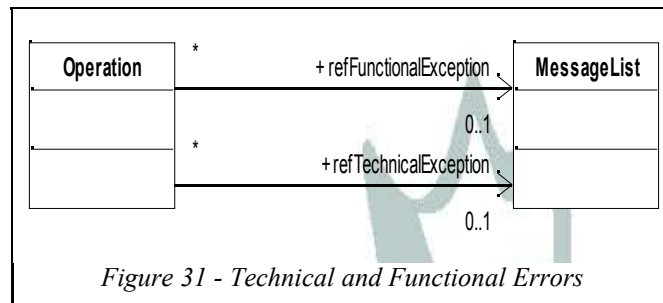 Operation
*
+ refFunctionalException
MessageList
0..1
*
+ refTechnicalException
0..1
Figure 31 - Technical and Functional Errors